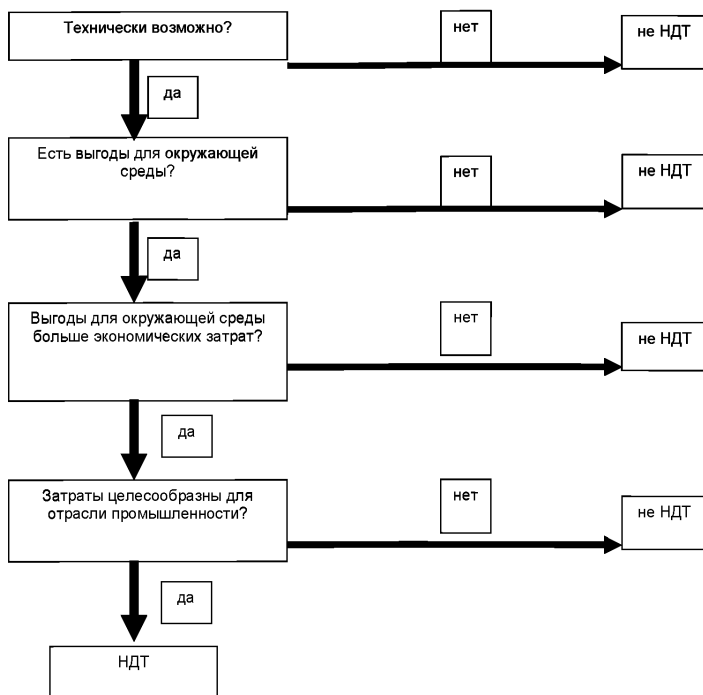 Технически возможно?
нет
не НДТ
да
Есть выгоды для окружающей
среды?
нет
не НДТ
да
Выгоды для окружающей среды
больше экономических затрат?
нет
не НДТ
да
Затраты целесообразны для
отрасли промышленности?
нет
не НДТ
да
НДТ